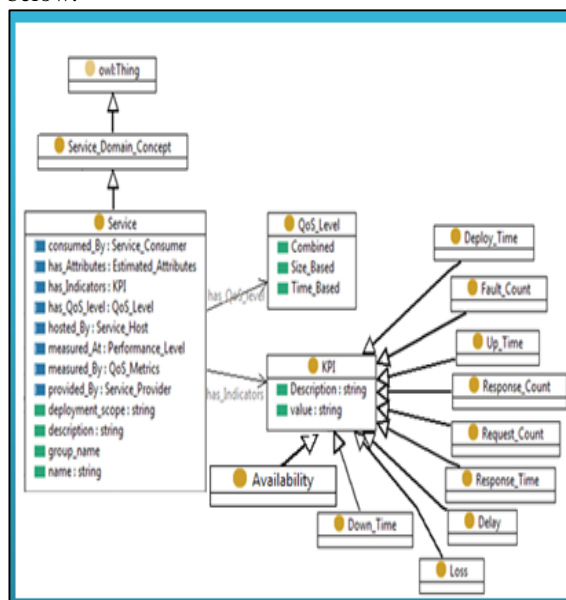 owl:Thing
Service_Domain_Concept
Service
consumed_By : Service_Consumer
has_Attributes : Estimated_Attributes
has_Indicators : KPI
has_QoS_level : QoS_Level
hosted_By : Service_Host
measured_At : Performance_Level
measured_By : QoS_Metrics
provided_By : Service_Provider
deployment_scope : string
description : string
group_name
name : string
has_QoS_level
has_Indicators
QoS_Level
Combined
Size_Based
Time_Based
KPI
Description : string
value : string
Deploy_Time
Fault_Count
Up_Time
Response_Count
Request_Count
Response_Time
Delay
Loss
Down_Time
Availability